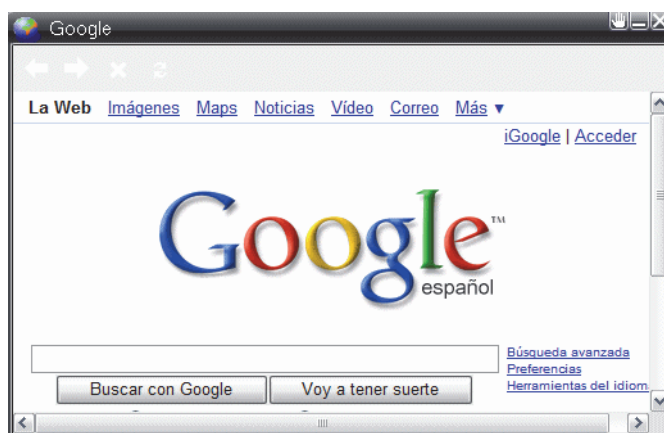 Google
La Web Imágenes Maps Noticias Vídeo Correo Más ▼
iGoogle | Acceder
Google™
español
Búsqueda avanzada
Preferencias
Herramientas del idiom
Buscar con Google Voy a tener suerte